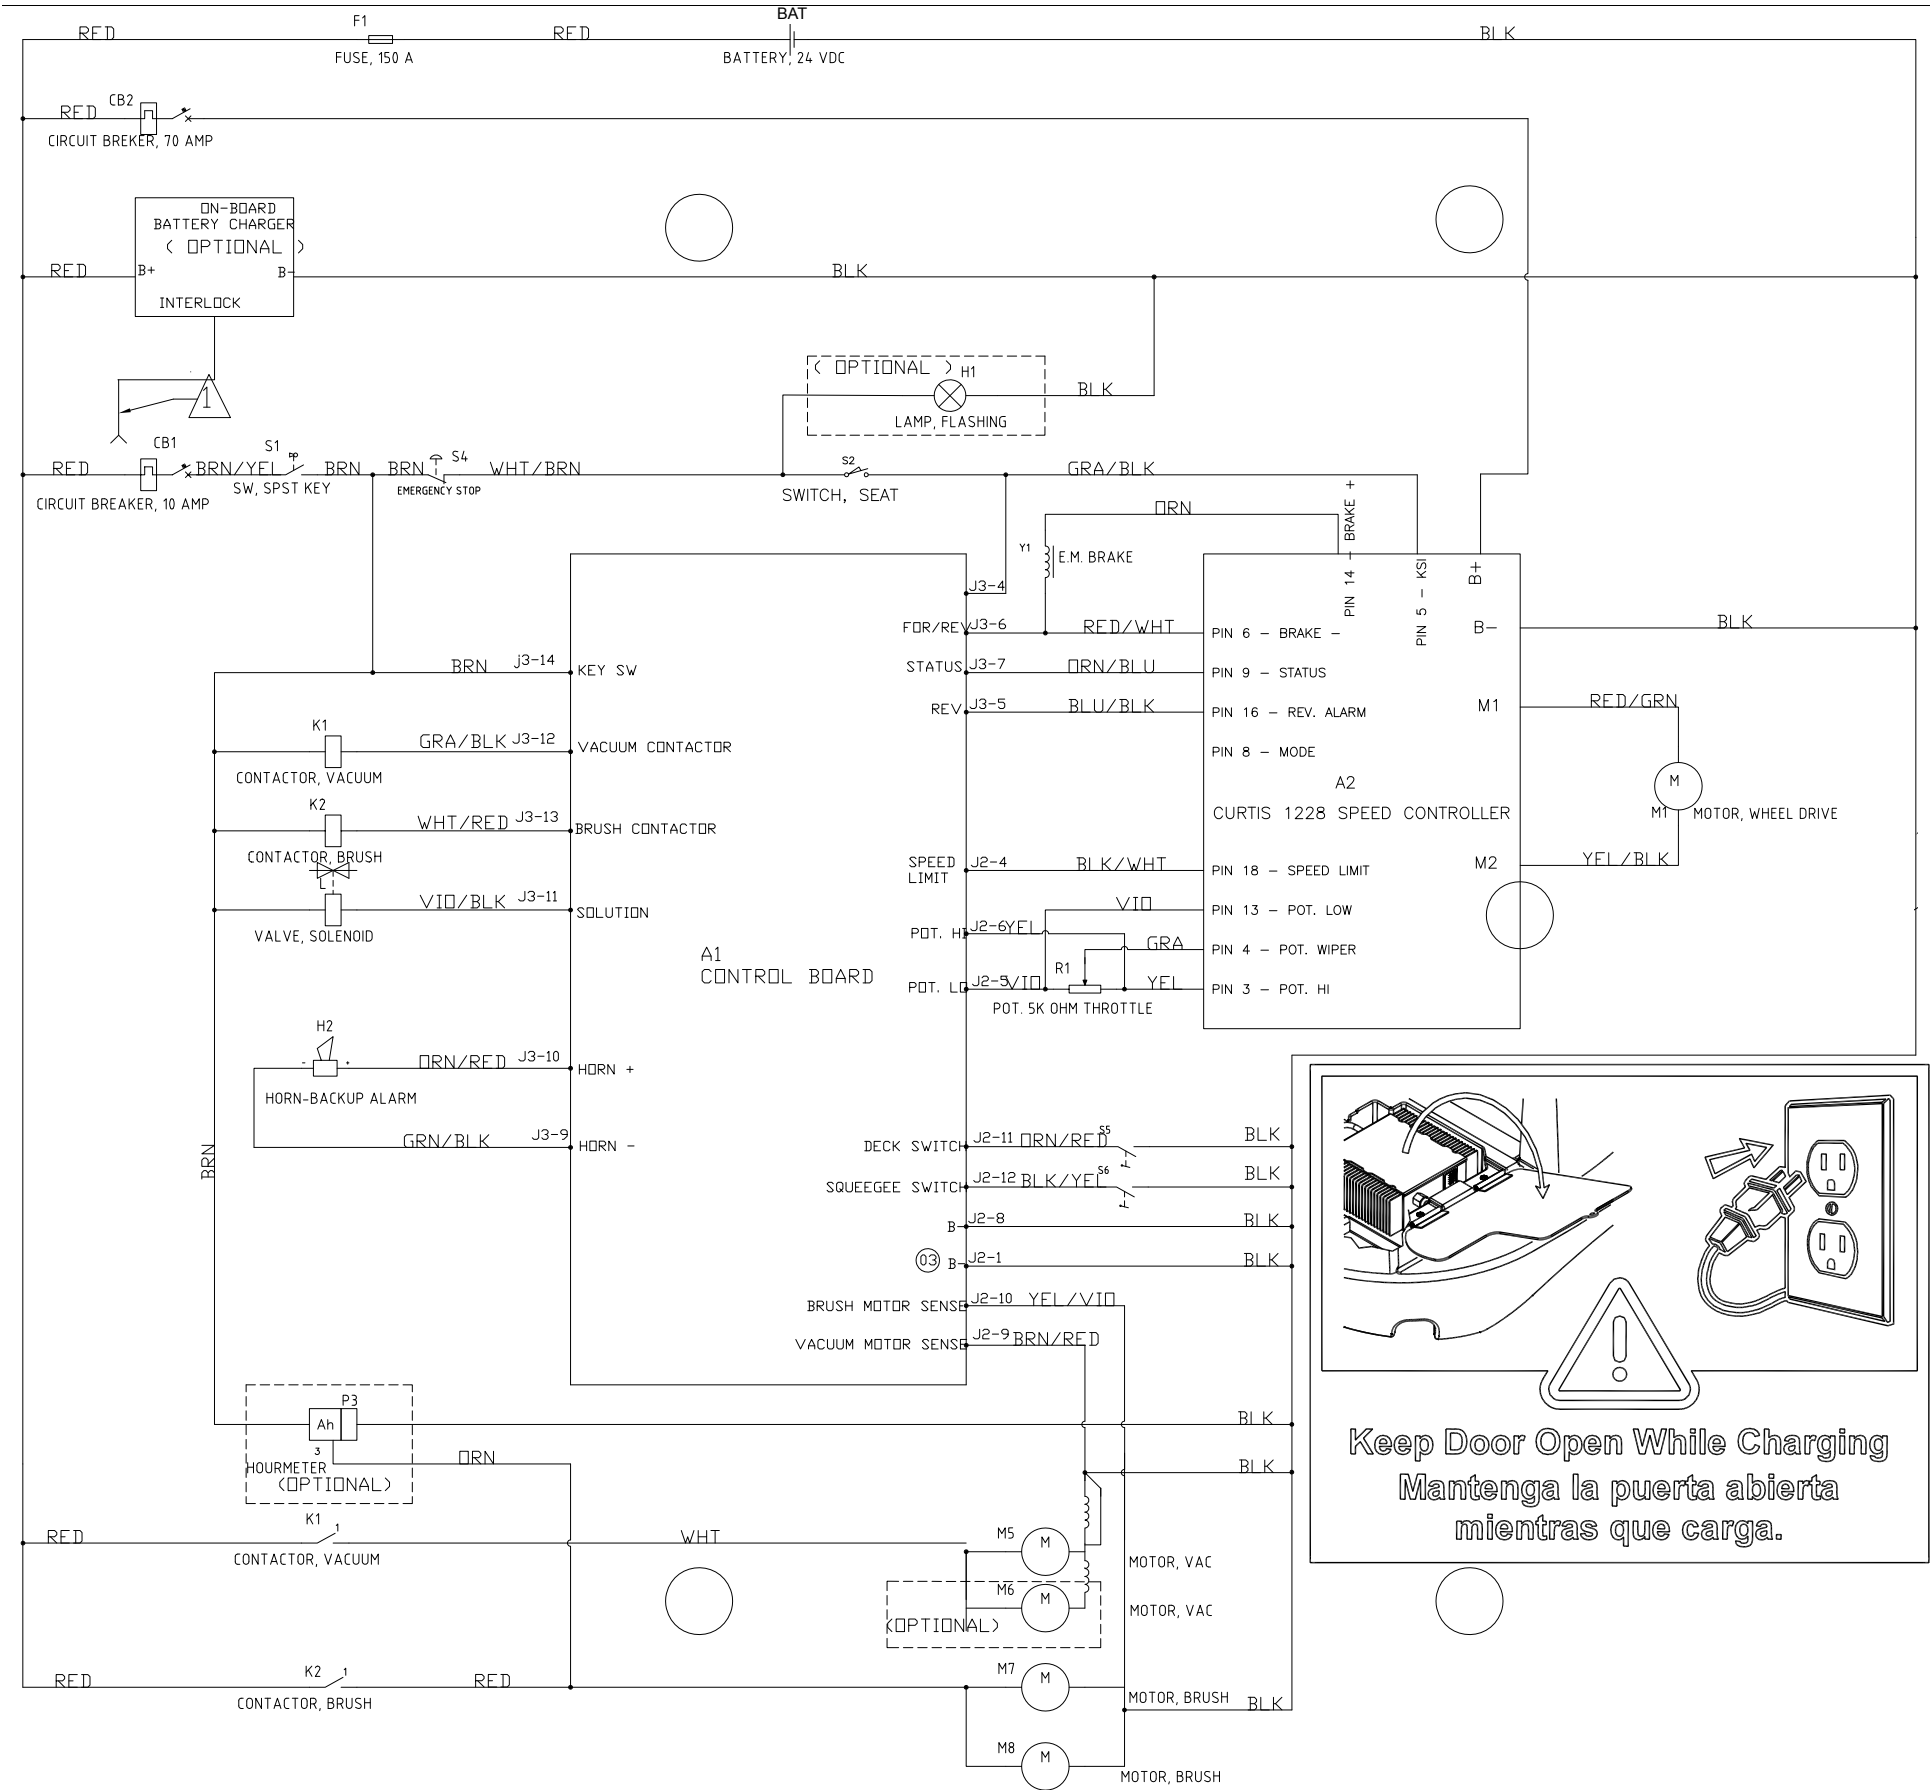 BAT
F1
RED
RED
BLK
FUSE, 150 A
BATTERY, 24 VDC
CB2
RED
CIRCUIT BREKER, 70 AMP
ON-BOARD
BATTERY CHARGER
( OPTIONAL )
RED
B+
B-
BLK
INTERLOCK
1
( OPTIONAL )
H1
BLK
LAMP, FLASHING
CB1
S1
S4
S2
RED
BRN/YEL
BRN
BRN
WHT/BRN
GRA/BLK
SW, SPST KEY
EMERGENCY STOP
SWITCH, SEAT
CIRCUIT BREAKER, 10 AMP
ORN
PIN 14 - BRAKE +
Y1
E.M. BRAKE
PIN 5 - KSI
B+
J3-4
FOR/REV
J3-6
RED/WHT
PIN 6 - BRAKE -
B-
BLK
BRN
j3-14
KEY SW
STATUS
J3-7
ORN/BLU
PIN 9 - STATUS
REV
J3-5
BLU/BLK
PIN 16 - REV. ALARM
M1
RED/GRN
K1
GRA/BLK
J3-12
VACUUM CONTACTOR
PIN 8 - MODE
CONTACTOR, VACUUM
A2
M
K2
WHT/RED
J3-13
BRUSH CONTACTOR
CURTIS 1228 SPEED CONTROLLER
M1
MOTOR, WHEEL DRIVE
CONTACTOR, BRUSH
SPEED
LIMIT
J2-4
BLK/WHT
PIN 18 - SPEED LIMIT
M2
YEL/BLK
VIO/BLK
J3-11
SOLUTION
VIO
PIN 13 - POT. LOW
VALVE, SOLENOID
POT. HI
J2-6
YEL
GRA
PIN 4 - POT. WIPER
A1
CONTROL BOARD
R1
POT. LO
J2-5
VIO
YEL
PIN 3 - POT. HI
POT. 5K OHM THROTTLE
H2
-
+
ORN/RED
J3-10
HORN +
HORN-BACKUP ALARM
GRN/BLK
J3-9
HORN -
BRN
DECK SWITCH
J2-11
ORN/RED
S5
BLK
SQUEEGEE SWITCH
J2-12
BLK/YEL
S6
BLK
B-
J2-8
BLK
03
B-
J2-1
BLK
BRUSH MOTOR SENSE
J2-10
YEL/VIO
VACUUM MOTOR SENSE
J2-9
BRN/RED
P3
Ah
BLK
3
HOURMETER
ORN
(OPTIONAL)
BLK
Keep Door Open While Charging
Mantenga la puerta abierta
mientras que carga.
RED
K1
1
WHT
CONTACTOR, VACUUM
M5
M
MOTOR, VAC
M6
M
MOTOR, VAC
(OPTIONAL)
RED
K2
1
RED
CONTACTOR, BRUSH
M7
M
MOTOR, BRUSH
BLK
M8
M
MOTOR, BRUSH